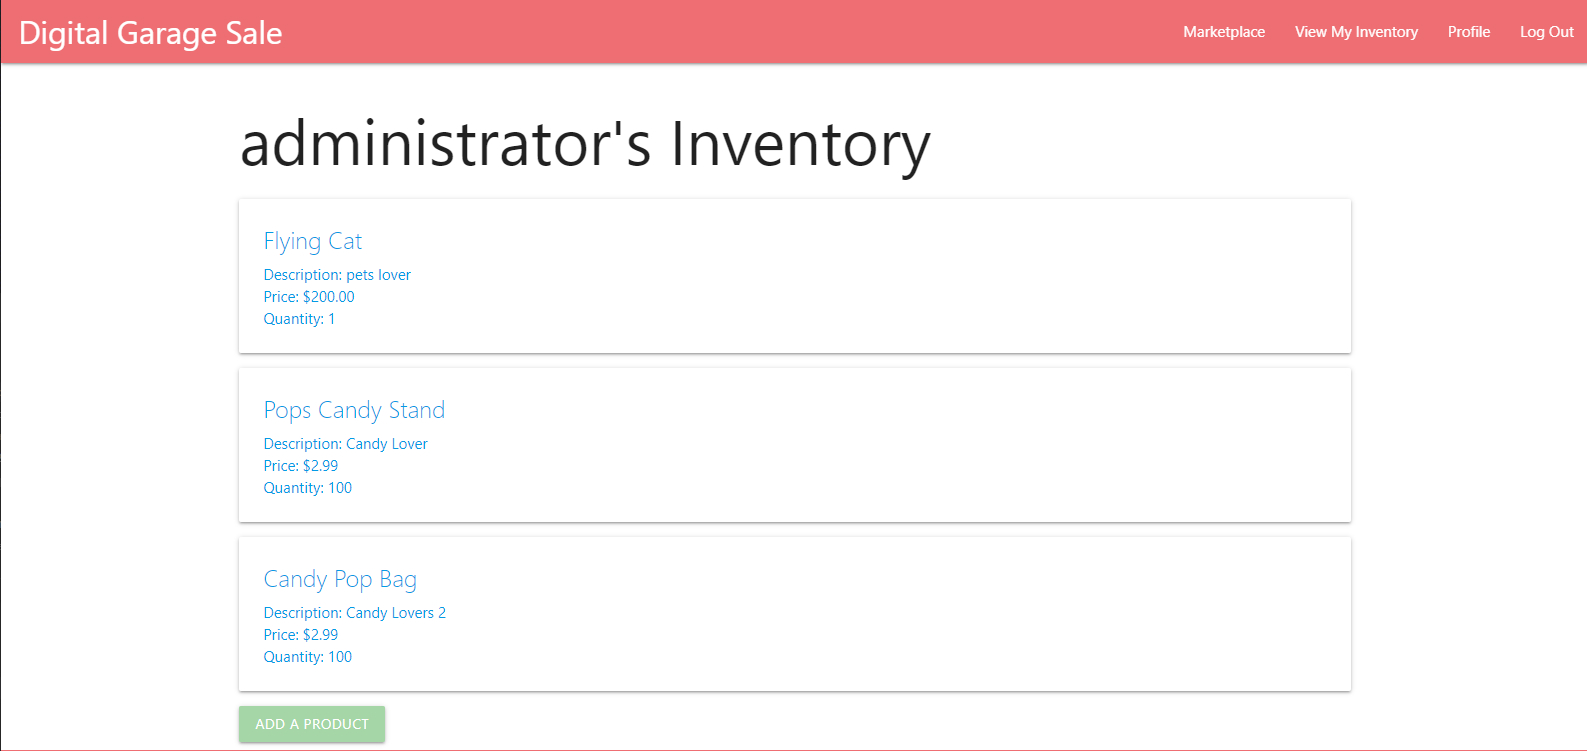 Digital Garage Sale
Marketplace View My Inventory Profile Log Out
administrator's Inventory
Flying Cat
Description: pets lover
Price: $200.00
Quantity: 1
Pops Candy Stand
Description: Candy Lover
Price: $2.99
Quantity: 100
Candy Pop Bag
Description: Candy Lovers 2
Price: $2.99
Quantity: 100
ADD A PRODUCT